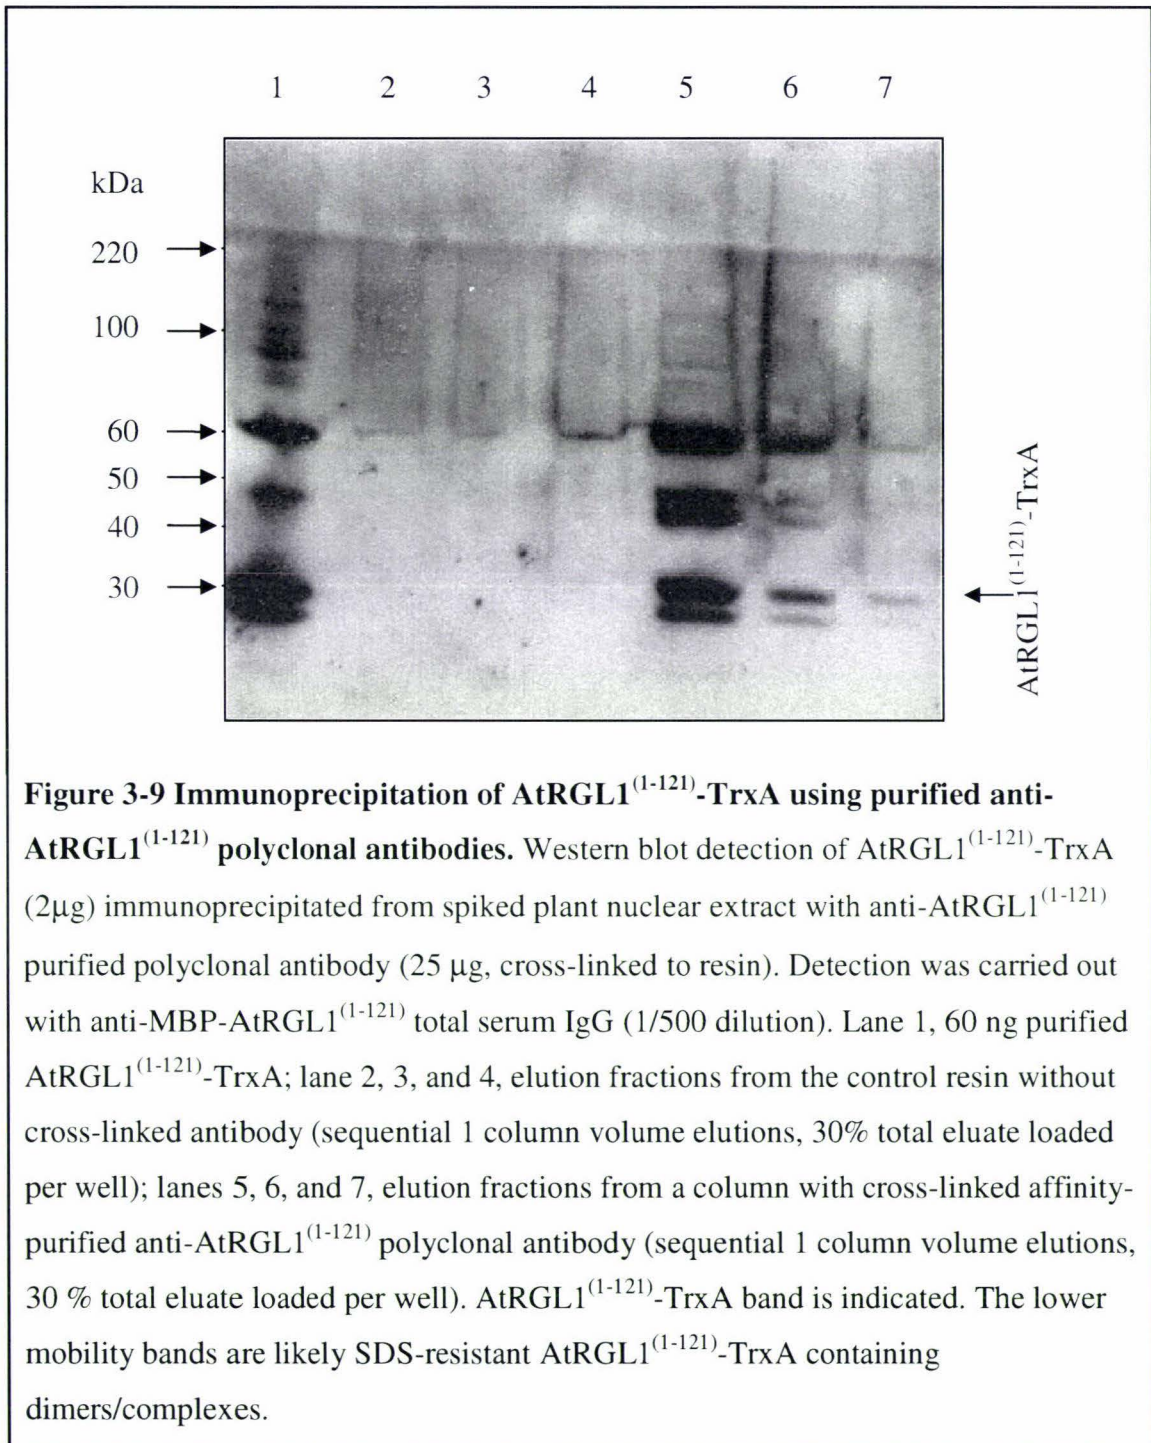 1 2 3 4 5 6 7
kDa
220
100
60
50
40
30
AtRGL1(1-121)-TrxA
Figure 3-9 Immunoprecipitation of AtRGL1(1-121)-TrxA using purified anti-
AtRGL1(1-121) polyclonal antibodies. Western blot detection of AtRGL1(1-121)-TrxA
(2μg) immunoprecipitated from spiked plant nuclear extract with anti-AtRGL1(1-121)
purified polyclonal antibody (25 μg, cross-linked to resin). Detection was carried out
with anti-MBP-AtRGL1(1-121) total serum IgG (1/500 dilution). Lane 1, 60 ng purified
AtRGL1(1-121)-TrxA; lane 2, 3, and 4, elution fractions from the control resin without
cross-linked antibody (sequential 1 column volume elutions, 30% total eluate loaded
per well); lanes 5, 6, and 7, elution fractions from a column with cross-linked affinity-
purified anti-AtRGL1(1-121) polyclonal antibody (sequential 1 column volume elutions,
30 % total eluate loaded per well). AtRGL1(1-121)-TrxA band is indicated. The lower
mobility bands are likely SDS-resistant AtRGL1(1-121)-TrxA containing
dimers/complexes.